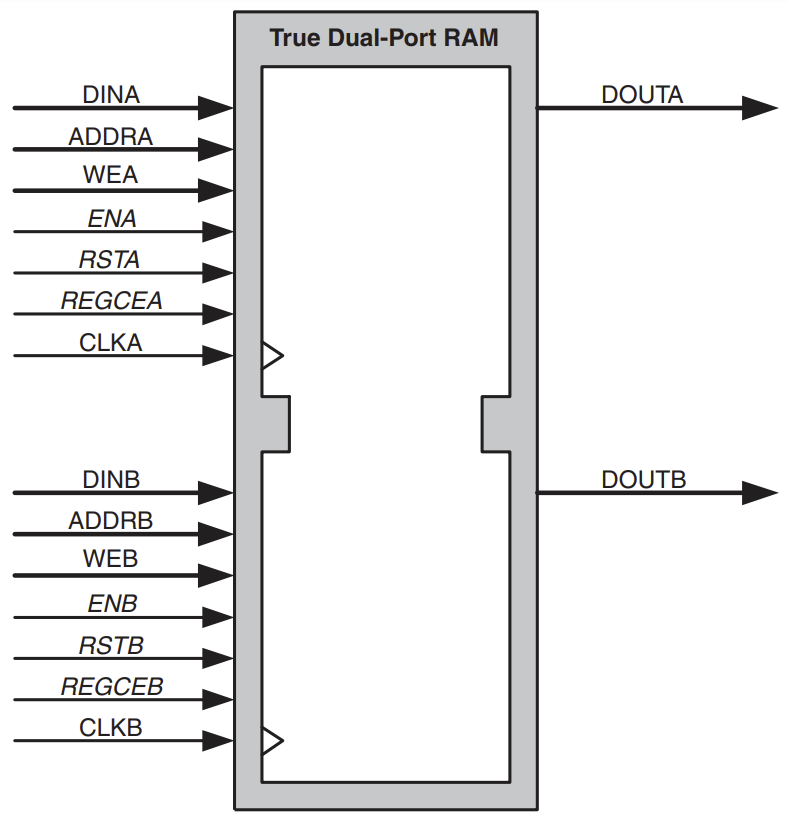 True Dual-Port RAM
DINA
DOUTA
ADDRA
WEA
ENA
RSTA
REGCEA
CLKA
DINB
DOUTB
ADDRB
WEB
ENB
RSTB
REGCEB
CLKB